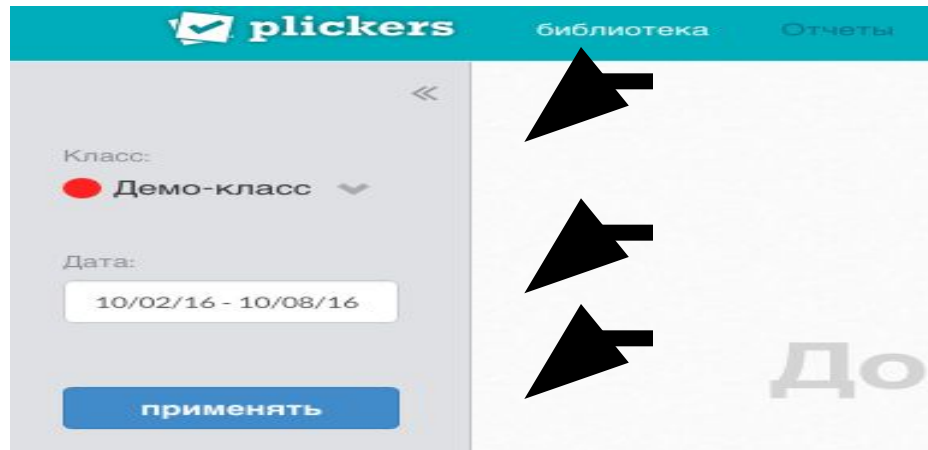 plickers библиотека Отчеты
«
Класс:
Демо-класс
Дата:
10/02/16 - 10/08/16
До
применять